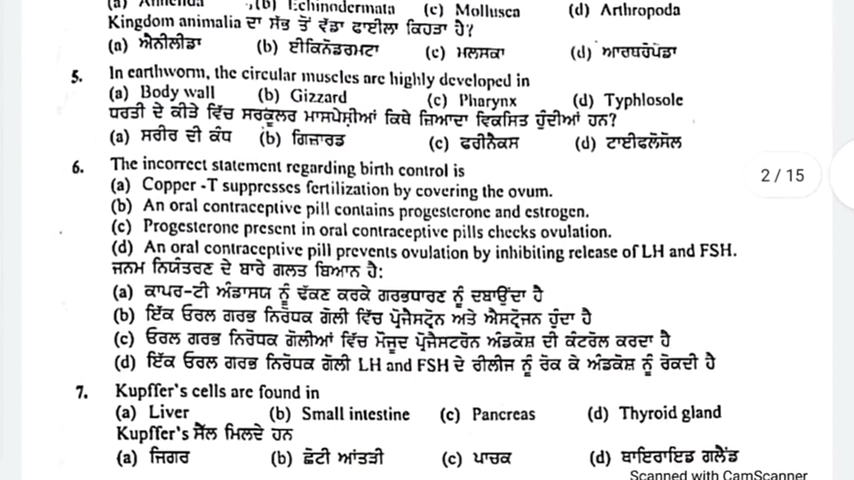 (a) Annelida (b) Echinodermata (c) Mollusca (d) Arthropoda
Kingdom animalia ਦਾ ਸੱਭ ਤੋਂ ਵੱਡਾ ਫਾਈਲਾ ਕਿਹੜਾ ਹੈ?
(a) ਐਨੀਲੀਡਾ (b) ਈਕਿਨੋਡਰਮਟਾ (c) ਮਲਸਕਾ (d) ਆਰਥਰੋਪੋਡਾ
5. In earthworm, the circular muscles are highly developed in
(a) Body wall (b) Gizzard (c) Pharynx (d) Typhlosole
ਧਰਤੀ ਦੇ ਕੀੜੇ ਵਿੱਚ ਸਰਕੂਲਰ ਮਾਸਪੇਸ਼ੀਆਂ ਕਿਥੇ ਜ਼ਿਆਦਾ ਵਿਕਸਿਤ ਹੁੰਦੀਆਂ ਹਨ?
(a) ਸਰੀਰ ਦੀ ਕੰਧ (b) ਗਿਜ਼ਾਰਡ (c) ਫਰੀਨੈਕਸ (d) ਟਾਈਫਲੋਸੋਲ
6. The incorrect statement regarding birth control is
(a) Copper -T suppresses fertilization by covering the ovum.
(b) An oral contraceptive pill contains progesterone and estrogen.
(c) Progesterone present in oral contraceptive pills checks ovulation.
(d) An oral contraceptive pill prevents ovulation by inhibiting release of LH and FSH.
ਜਨਮ ਨਿਯੰਤਰਣ ਦੇ ਬਾਰੇ ਗਲਤ ਬਿਆਨ ਹੈ:
(a) ਕਾਪਰ-ਟੀ ਅੰਡਾਸਯ ਨੂੰ ਢੱਕਣ ਕਰਕੇ ਗਰਭਧਾਰਣ ਨੂੰ ਦਬਾਉਂਦਾ ਹੈ
(b) ਇੱਕ ਓਰਲ ਗਰਭ ਨਿਰੋਧਕ ਗੋਲੀ ਵਿੱਚ ਪ੍ਰੋਜੈਸਟ੍ਰੋਨ ਅਤੇ ਐਸਟ੍ਰੋਜਨ ਹੁੰਦਾ ਹੈ
(c) ਓਰਲ ਗਰਭ ਨਿਰੋਧਕ ਗੋਲੀਆਂ ਵਿੱਚ ਮੌਜੂਦ ਪ੍ਰੋਜੈਸਟਰੋਨ ਅੰਡਕੋਸ਼ ਦੀ ਕੰਟਰੋਲ ਕਰਦਾ ਹੈ
(d) ਇੱਕ ਓਰਲ ਗਰਭ ਨਿਰੋਧਕ ਗੋਲੀ LH and FSH ਦੇ ਰੀਲੀਜ ਨੂੰ ਰੋਕ ਕੇ ਅੰਡਕੋਸ਼ ਨੂੰ ਰੋਕਦੀ ਹੈ
2 / 15
7. Kupffer's cells are found in
(a) Liver (b) Small intestine (c) Pancreas (d) Thyroid gland
Kupffer's ਸੈੱਲ ਮਿਲਦੇ ਹਨ
(a) ਜਿਗਰ (b) ਛੋਟੀ ਆਂਤੜੀ (c) ਪਾਚਕ (d) ਥਾਇਰਾਇਡ ਗਲੈਂਡ
Scanned with CamScanner